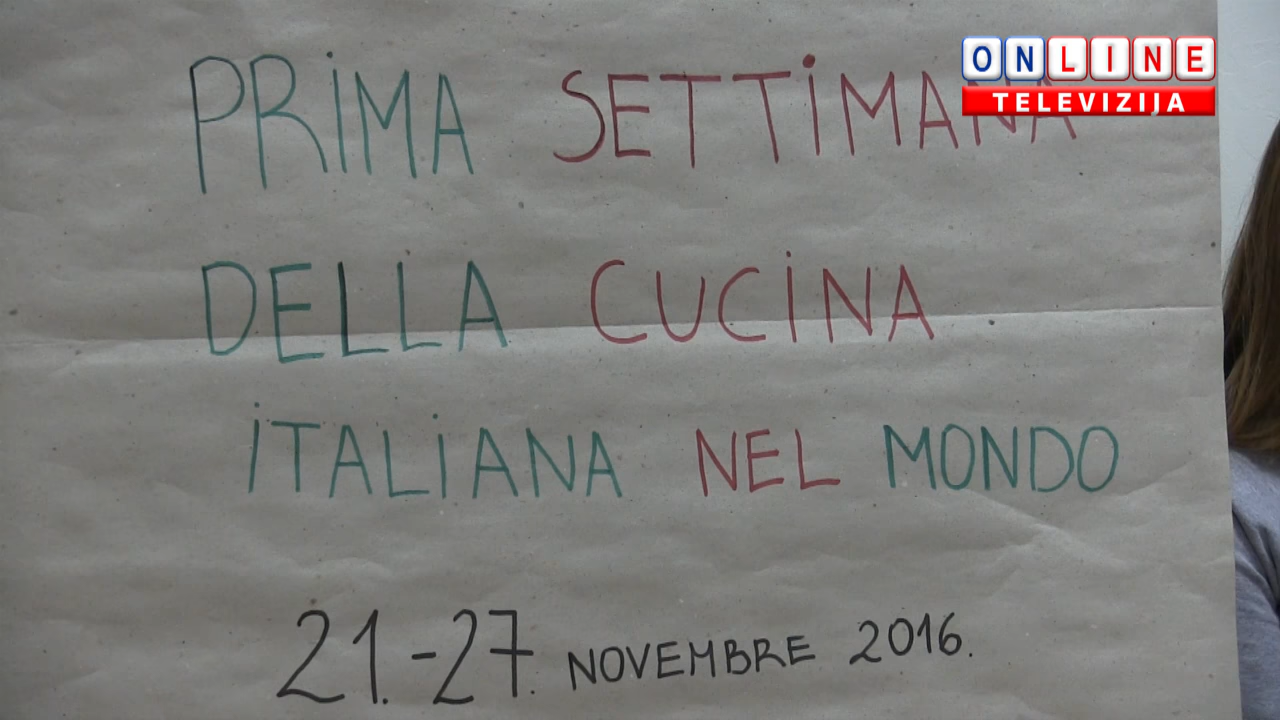 PRIMA SETTIMANA
ONLINE
TELEVIZIJA
DELLA CUCINA
ITALIANA NEL MONDO
21.-27. NOVEMBRE 2016.